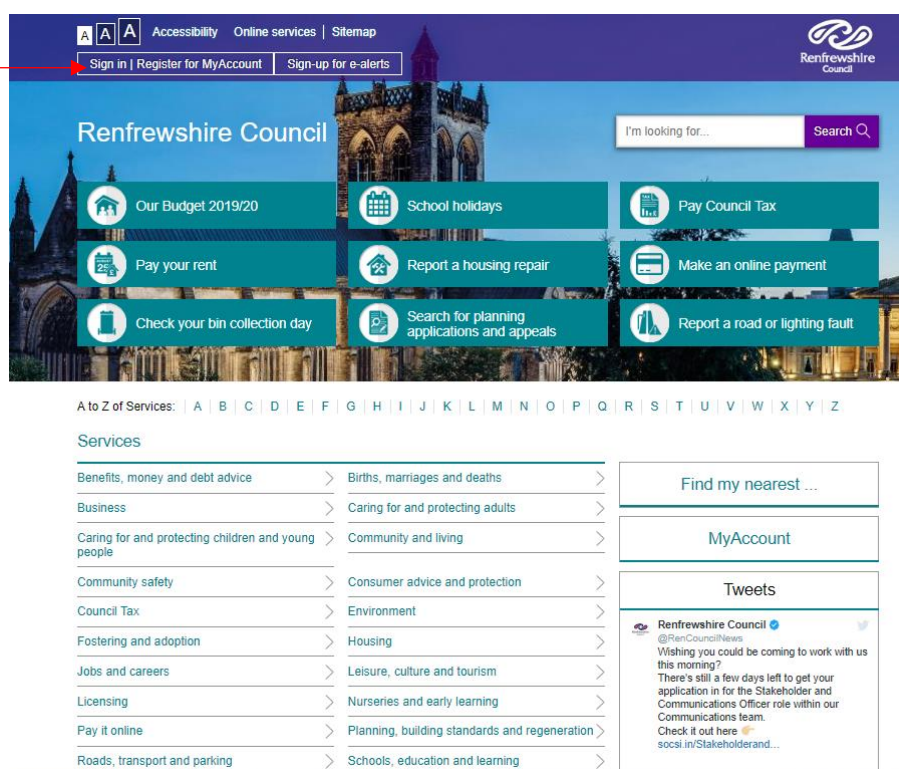 A A A Accessibility Online services | Sitemap
Sign in | Register for MyAccount Sign-up for e-alerts
Renfrewshire
Council
Renfrewshire Council
I'm looking for... Search
Our Budget 2019/20 School holidays Pay Council Tax
Pay your rent Report a housing repair Make an online payment
Check your bin collection day Search for planning
applications and appeals Report a road or lighting fault
A to Z of Services: A B C D E F G H I J K L M N O P Q R S T U V W X Y Z
Services
Benefits, money and debt advice Births, marriages and deaths
Business Caring for and protecting adults
Caring for and protecting children and young
people Community and living
Community safety Consumer advice and protection
Council Tax Environment
Fostering and adoption Housing
Jobs and careers Leisure, culture and tourism
Licensing Nurseries and early learning
Pay it online Planning, building standards and regeneration
Roads, transport and parking Schools, education and learning
Find my nearest ...
MyAccount
Tweets
Renfrewshire Council
@RenCouncilNews
Wishing you could be coming to work with us
this morning?
There's still a few days left to get your
application in for the Stakeholder and
Communications Officer role within our
Communications team.
Check it out here 👉
socsi.in/Stakeholderand...